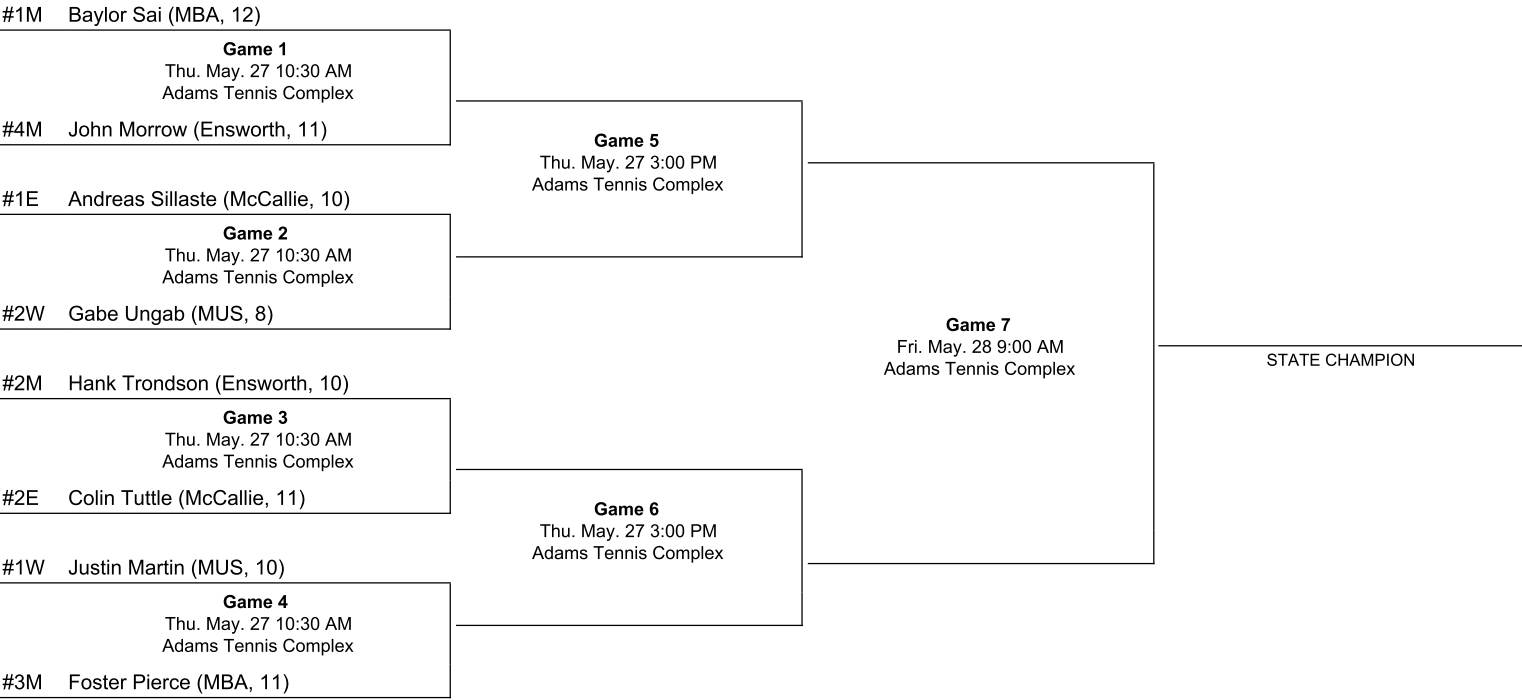 #1M Baylor Sai (MBA, 12)
Game 1
Thu. May. 27 10:30 AM
Adams Tennis Complex
#4M John Morrow (Ensworth, 11)
Game 5
Thu. May. 27 3:00 PM
Adams Tennis Complex
#1E Andreas Sillaste (McCallie, 10)
Game 2
Thu. May. 27 10:30 AM
Adams Tennis Complex
#2W Gabe Ungab (MUS, 8)
Game 7
Fri. May. 28 9:00 AM
Adams Tennis Complex
STATE CHAMPION
#2M Hank Trondson (Ensworth, 10)
Game 3
Thu. May. 27 10:30 AM
Adams Tennis Complex
#2E Colin Tuttle (McCallie, 11)
Game 6
Thu. May. 27 3:00 PM
Adams Tennis Complex
#1W Justin Martin (MUS, 10)
Game 4
Thu. May. 27 10:30 AM
Adams Tennis Complex
#3M Foster Pierce (MBA, 11)